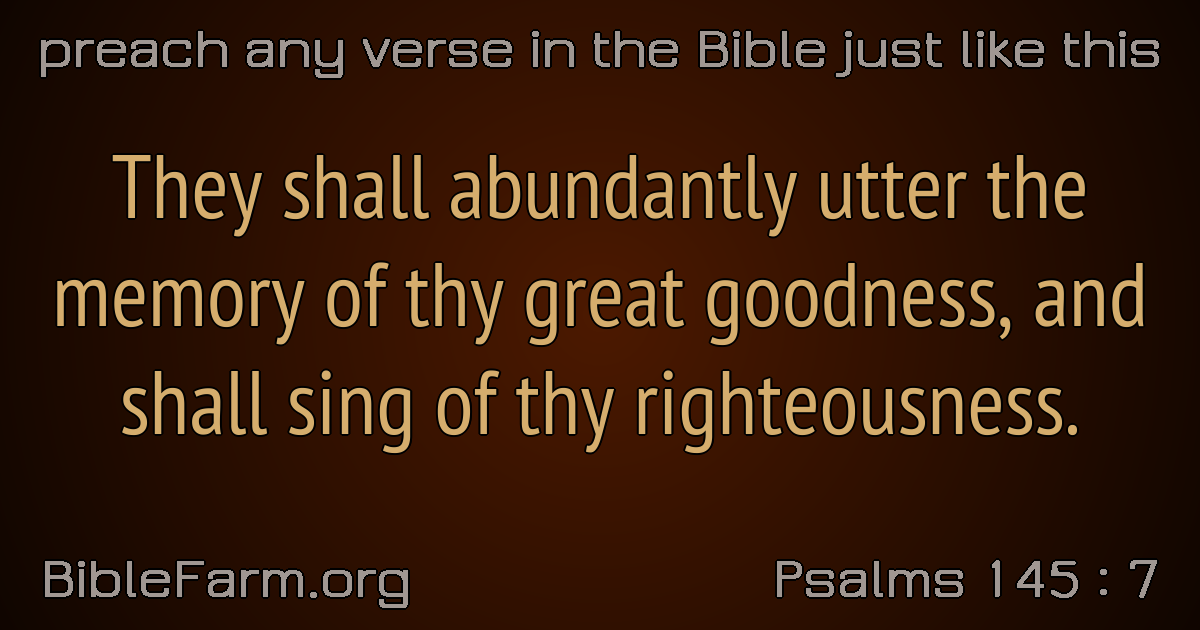 preach any verse in the Bible just like this
They shall abundantly utter the
memory of thy great goodness, and
shall sing of thy righteousness.
BibleFarm.org
Psalms 145 : 7